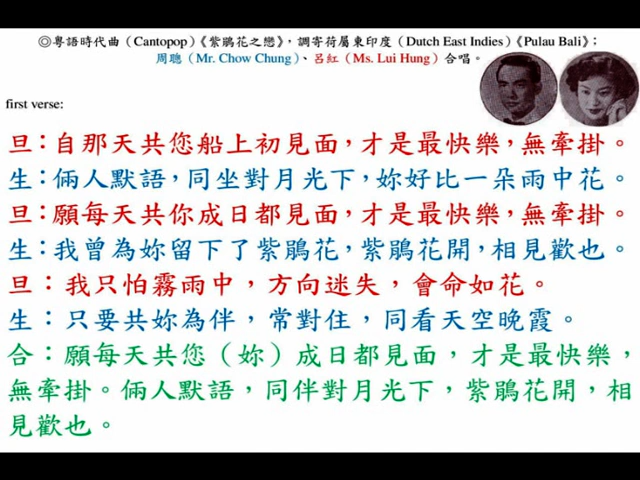 ◎粵語時代曲（Cantopop）《紫鵑花之戀》，調寄荷屬東印度（Dutch East Indies）《Pulau Bali》；
周聰（Mr. Chow Chung）、呂紅（Ms. Lui Hung）合唱。
first verse:
旦：自那天共您船上初見面，才是最快樂，無牽掛。
生：倆人默語，同坐對月光下，妳好比一朵雨中花。
旦：願每天共你成日都見面，才是最快樂，無牽掛。
生：我曾為妳留下了紫鵑花，紫鵑花開，相見歡也。
旦：我只怕霧雨中，方向迷失，會命如花。
生：只要共妳為伴，常對住，同看天空晚霞。
合：願每天共您（妳）成日都見面，才是最快樂，
無牽掛。倆人默語，同伴對月光下，紫鵑花開，相
見歡也。